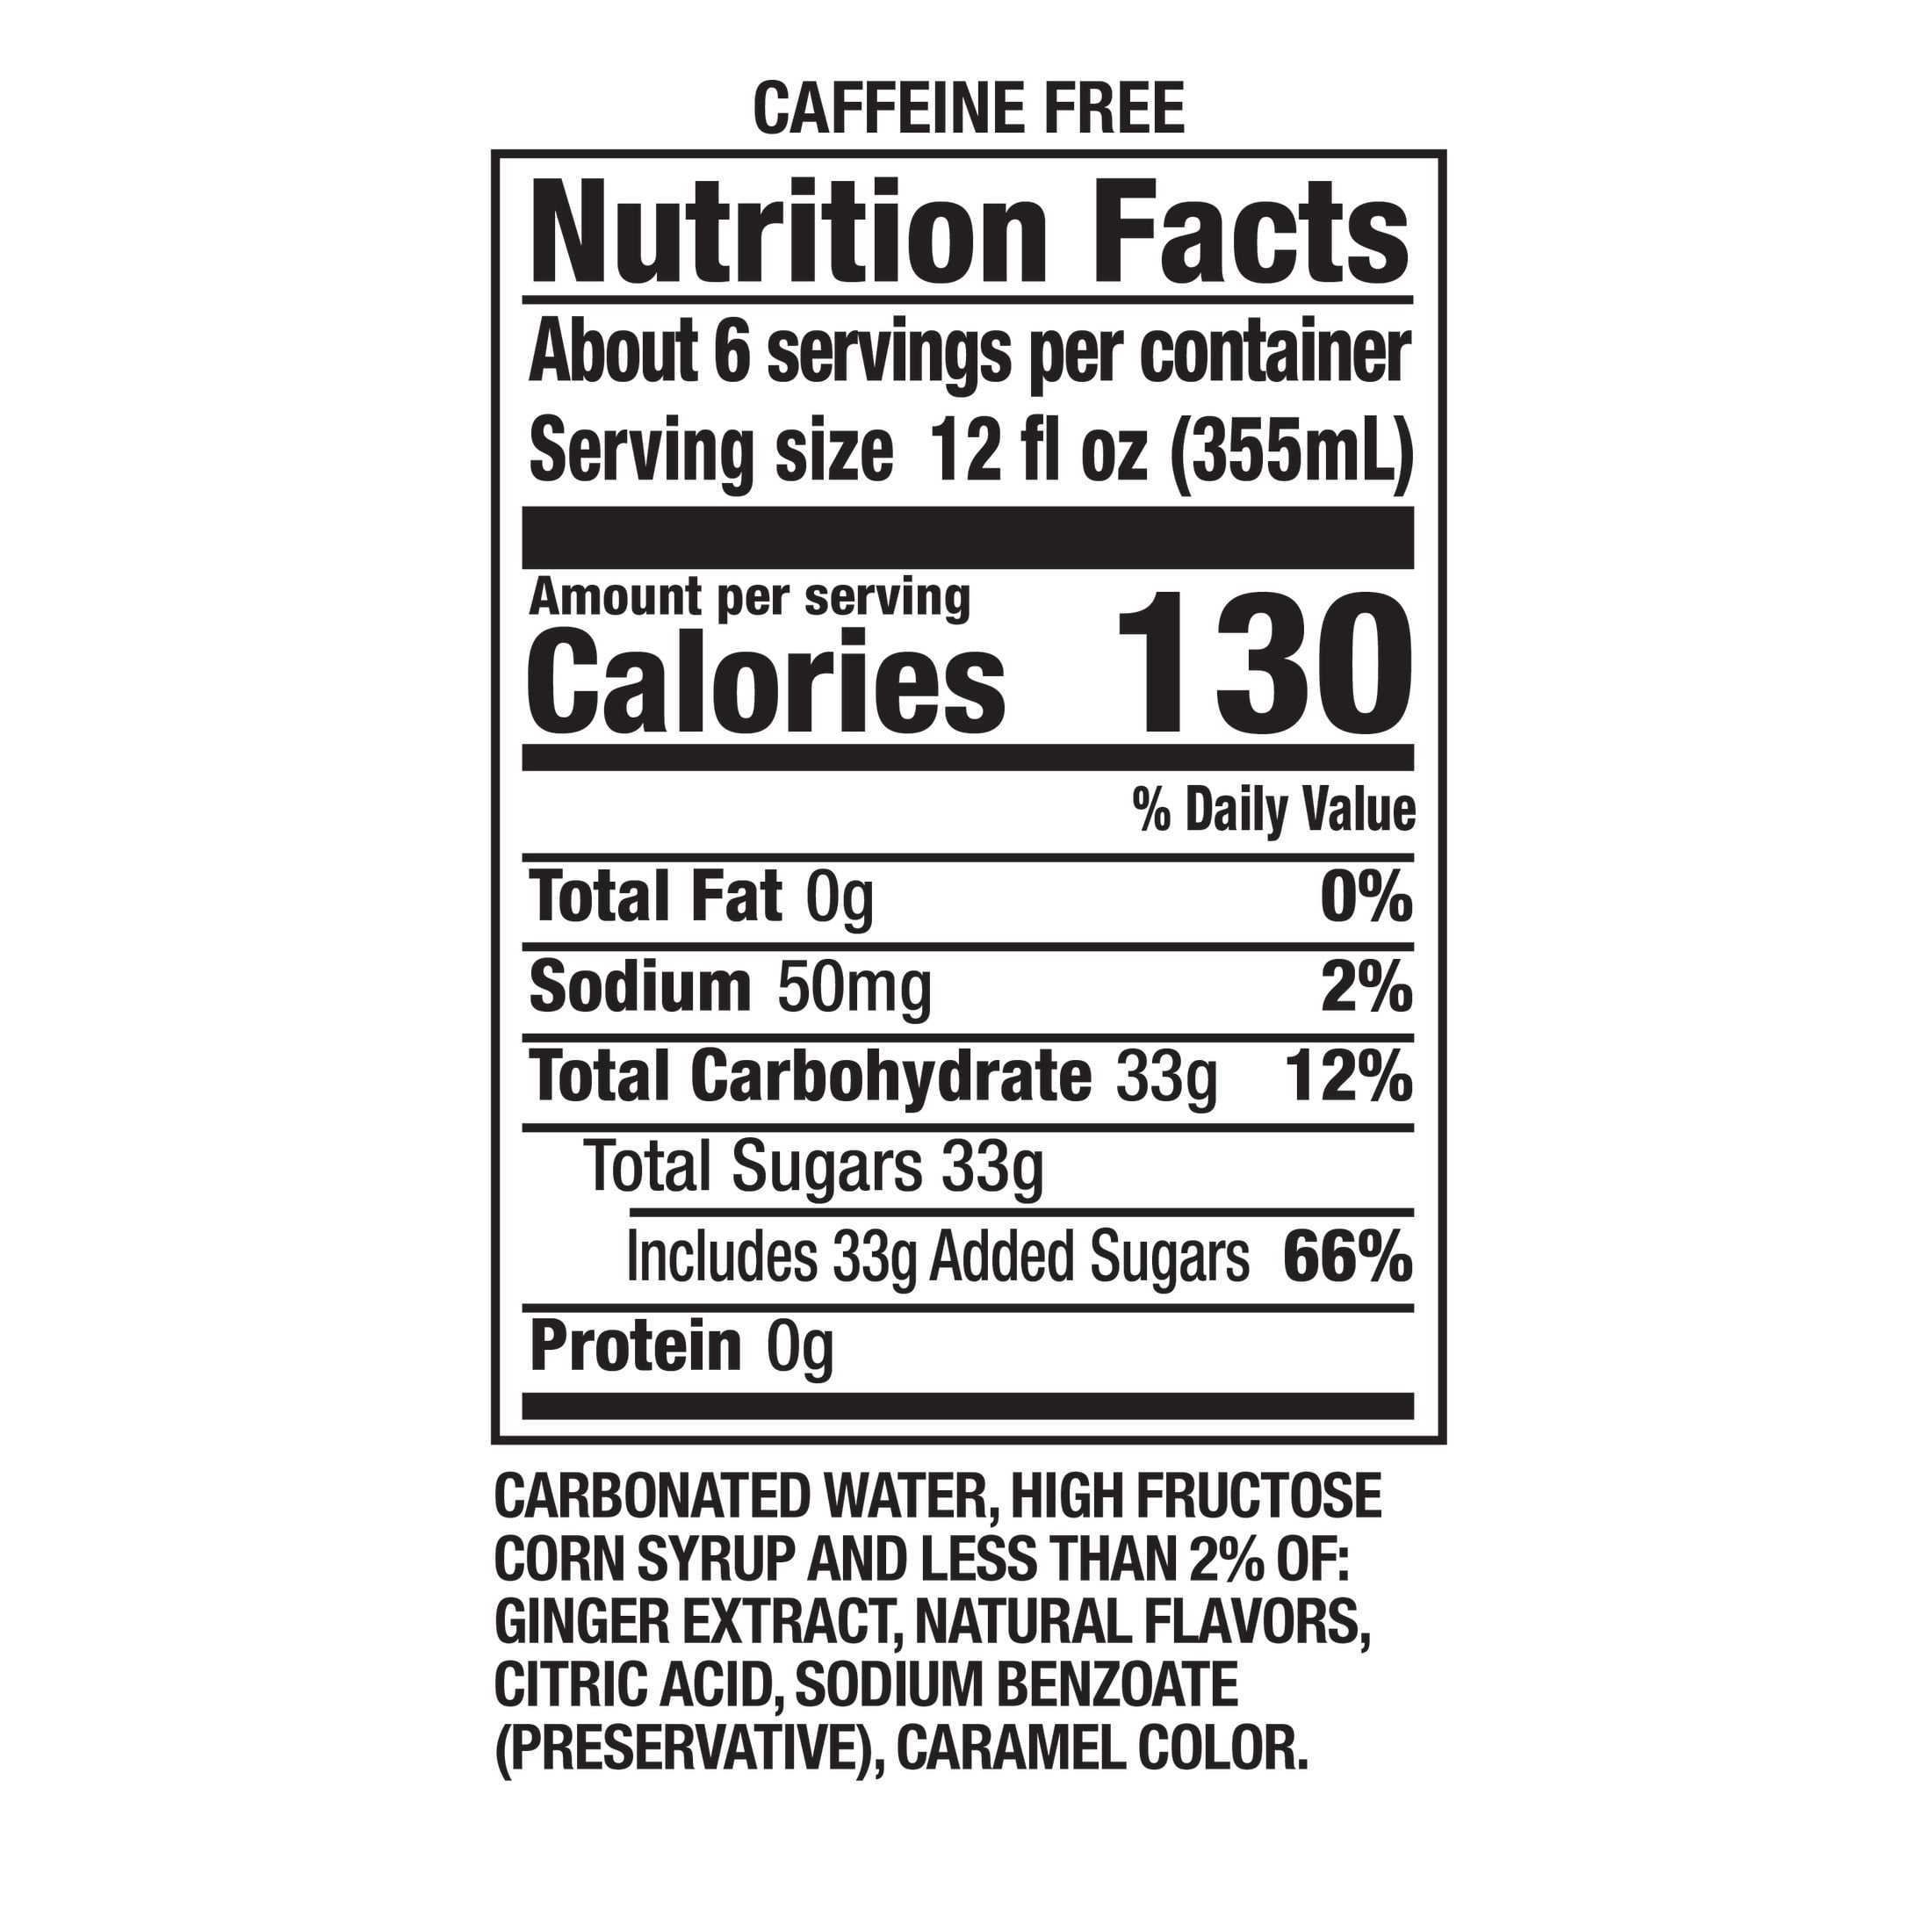 CAFFEINE FREE
Nutrition Facts
About 6 servings per container
Serving size 12 fl oz (355mL)
Amount per serving
Calories 130
% Daily Value
Total Fat 0g 0%
Sodium 50mg 2%
Total Carbohydrate 33g 12%
Total Sugars 33g
Includes 33g Added Sugars 66%
Protein 0g
CARBONATED WATER, HIGH FRUCTOSE
CORN SYRUP AND LESS THAN 2% OF:
GINGER EXTRACT, NATURAL FLAVORS,
CITRIC ACID, SODIUM BENZOATE
(PRESERVATIVE), CARAMEL COLOR.